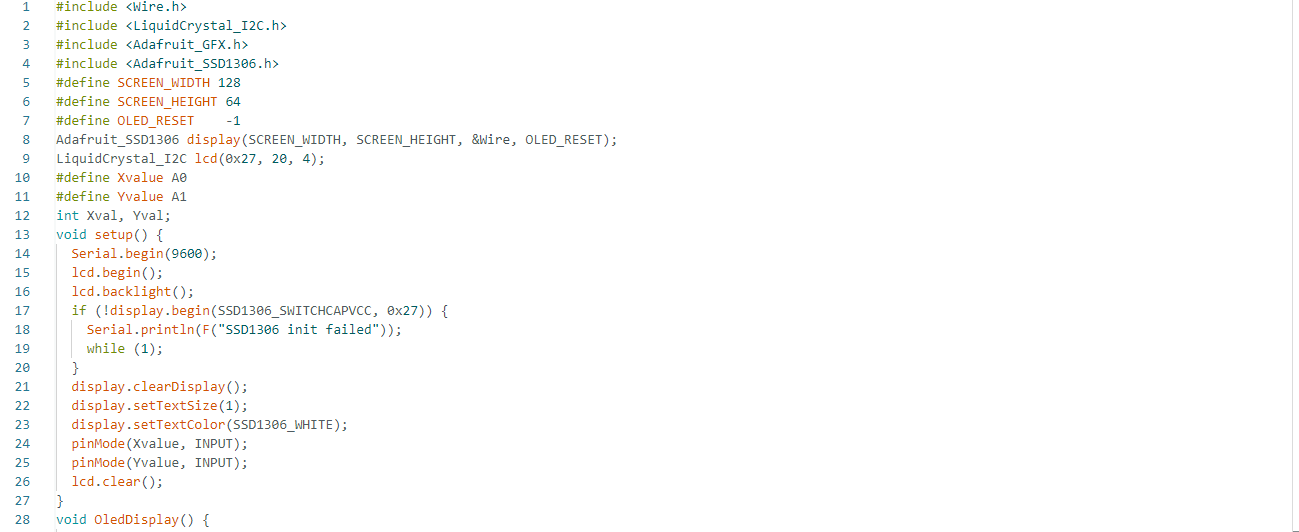 1 #include <Wire.h>
2 #include <LiquidCrystal_I2C.h>
3 #include <Adafruit_GFX.h>
4 #include <Adafruit_SSD1306.h>
5 #define SCREEN_WIDTH 128
6 #define SCREEN_HEIGHT 64
7 #define OLED_RESET    -1
8 Adafruit_SSD1306 display(SCREEN_WIDTH, SCREEN_HEIGHT, &Wire, OLED_RESET);
9 LiquidCrystal_I2C lcd(0x27, 20, 4);
10 #define Xvalue A0
11 #define Yvalue A1
12 int Xval, Yval;
13 void setup() {
14   Serial.begin(9600);
15   lcd.begin();
16   lcd.backlight();
17   if (!display.begin(SSD1306_SWITCHCAPVCC, 0x27)) {
18     Serial.println(F("SSD1306 init failed"));
19     while (1);
20   }
21   display.clearDisplay();
22   display.setTextSize(1);
23   display.setTextColor(SSD1306_WHITE);
24   pinMode(Xvalue, INPUT);
25   pinMode(Yvalue, INPUT);
26   lcd.clear();
27 }
28 void OledDisplay() {